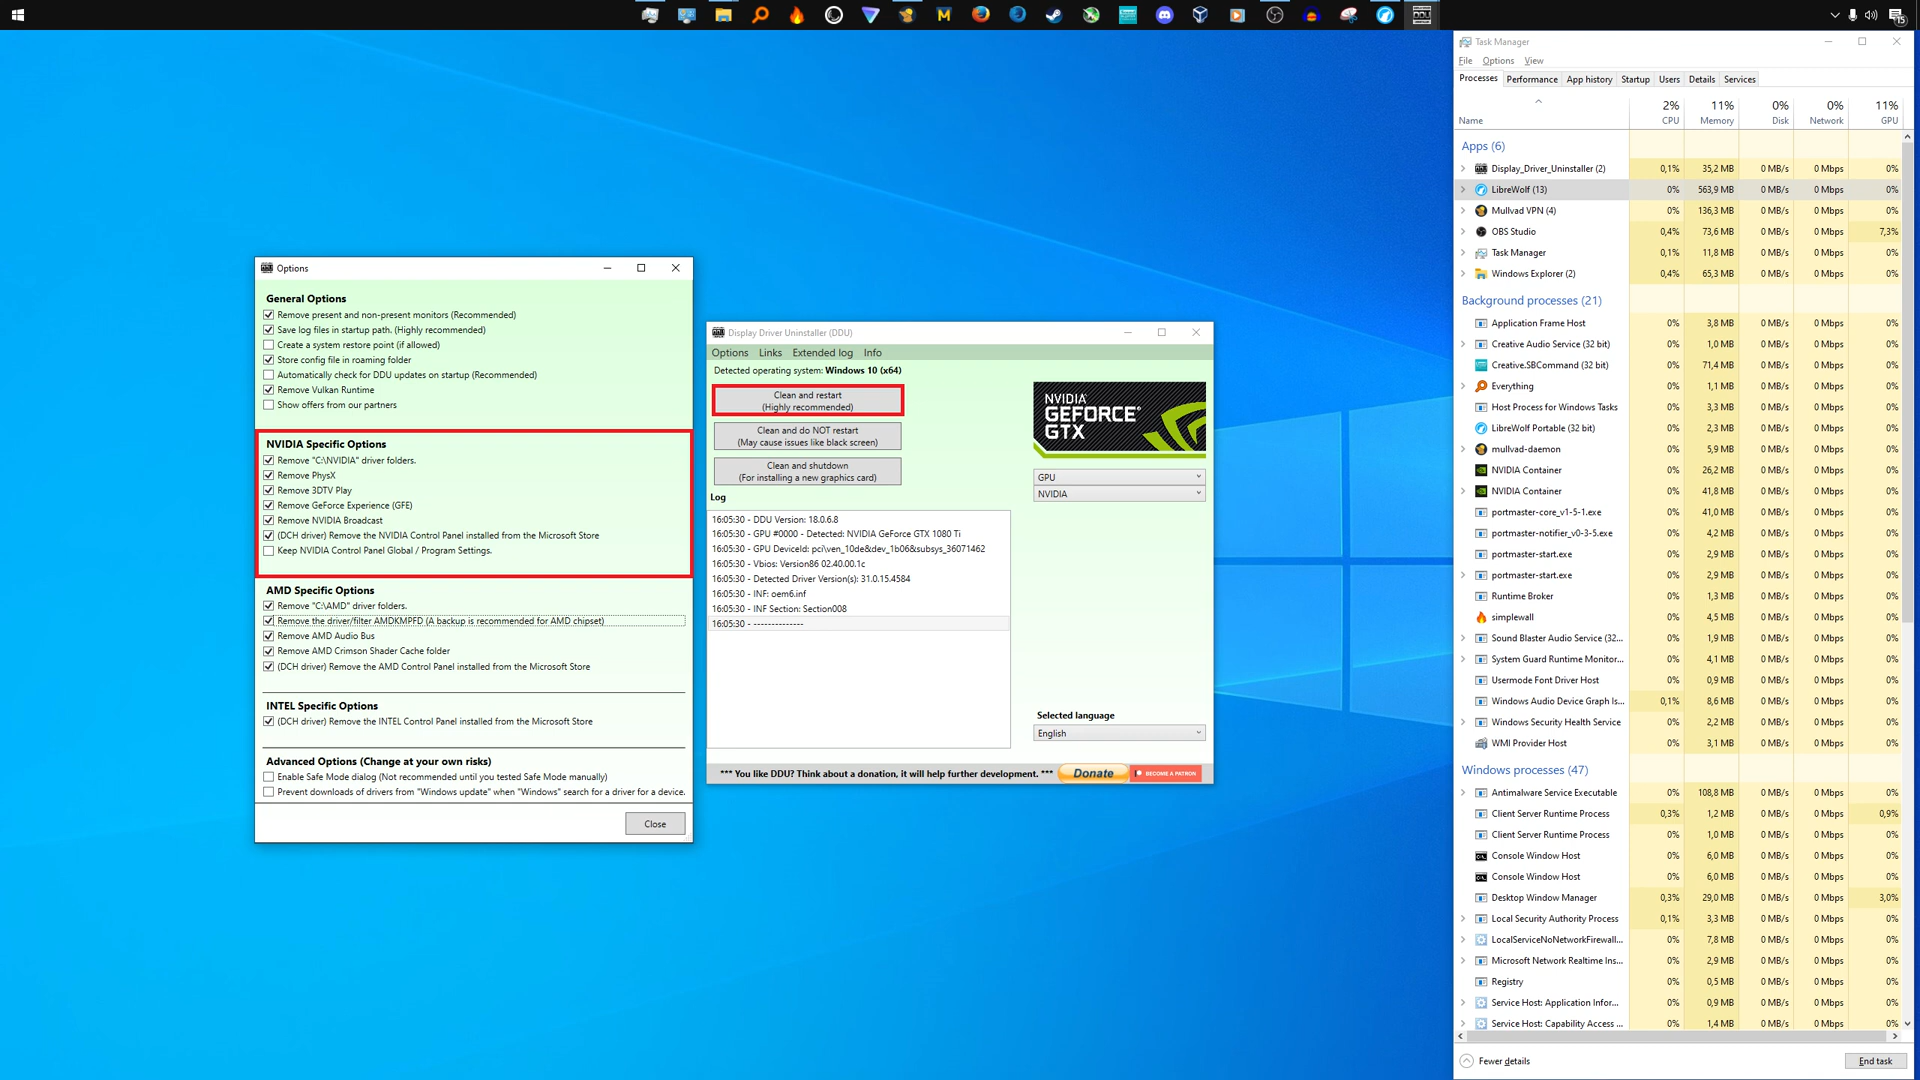 15
Options
General Options
Remove present and non-present monitors (Recommended)
Save log files in startup path. (Highly recommended)
Create a system restore point (if allowed)
Store config file in roaming folder
Automatically check for DDU updates on startup (Recommended)
Remove Vulkan Runtime
Show offers from our partners
NVIDIA Specific Options
Remove "C:\NVIDIA" driver folders.
Remove PhysX
Remove 3DTV Play
Remove GeForce Experience (GFE)
Remove NVIDIA Broadcast
(DCH driver) Remove the NVIDIA Control Panel installed from the Microsoft Store
Keep NVIDIA Control Panel Global / Program Settings.
AMD Specific Options
Remove "C:\AMD" driver folders.
Remove the driver/filter AMDKMPFD (A backup is recommended for AMD chipset)
Remove AMD Audio Bus
Remove AMD Crimson Shader Cache folder
(DCH driver) Remove the AMD Control Panel installed from the Microsoft Store
INTEL Specific Options
(DCH driver) Remove the INTEL Control Panel installed from the Microsoft Store
Advanced Options (Change at your own risks)
Enable Safe Mode dialog (Not recommended until you tested Safe Mode manually)
Prevent downloads of drivers from "Windows update" when "Windows" search for a driver for a device.
Close
Display Driver Uninstaller (DDU)
Options Links Extended log Info
Detected operating system: Windows 10 (x64)
Clean and restart
(Highly recommended)
Clean and do NOT restart
(May cause issues like black screen)
Clean and shutdown
(For installing a new graphics card)
NVIDIA
GEFORCE
GTX
GPU
NVIDIA
Log
16:05:30 - DDU Version: 18.0.6.8
16:05:30 - GPU #0000 - Detected: NVIDIA GeForce GTX 1080 Ti
16:05:30 - GPU DeviceId: pci\ven_10de&dev_1b06&subsys_36071462
16:05:30 - Vbios: Version86 02.40.00.1c
16:05:30 - Detected Driver Version(s): 31.0.15.4584
16:05:30 - INF: oem6.inf
16:05:30 - INF Section: Section008
16:05:30 - --------------
Selected language
English
*** You like DDU? Think about a donation, it will help further development. *** Donate BECOME A PATRON
Task Manager
File Options View
Processes Performance App history Startup Users Details Services
2% 11% 0% 0% 11%
Name CPU Memory Disk Network GPU
Apps (6)
Display_Driver_Uninstaller (2) 0,1% 35,2 MB 0 MB/s 0 Mbps 0%
LibreWolf (13) 0% 563,9 MB 0 MB/s 0 Mbps 0%
Mullvad VPN (4) 0% 136,3 MB 0 MB/s 0 Mbps 0%
OBS Studio 0,4% 73,6 MB 0 MB/s 0 Mbps 7,3%
Task Manager 0,1% 11,8 MB 0 MB/s 0 Mbps 0%
Windows Explorer (2) 0,4% 65,3 MB 0 MB/s 0 Mbps 0%
Background processes (21)
Application Frame Host 0% 3,8 MB 0 MB/s 0 Mbps 0%
Creative Audio Service (32 bit) 0% 1,0 MB 0 MB/s 0 Mbps 0%
Creative.SBCommand (32 bit) 0% 71,4 MB 0 MB/s 0 Mbps 0%
Everything 0% 1,1 MB 0 MB/s 0 Mbps 0%
Host Process for Windows Tasks 0% 3,3 MB 0 MB/s 0 Mbps 0%
LibreWolf Portable (32 bit) 0% 2,3 MB 0 MB/s 0 Mbps 0%
mullvad-daemon 0% 5,9 MB 0 MB/s 0 Mbps 0%
NVIDIA Container 0% 26,2 MB 0 MB/s 0 Mbps 0%
NVIDIA Container 0% 41,8 MB 0 MB/s 0 Mbps 0%
portmaster-core_v1-5-1.exe 0% 41,0 MB 0 MB/s 0 Mbps 0%
portmaster-notifier_v0-3-5.exe 0% 4,2 MB 0 MB/s 0 Mbps 0%
portmaster-start.exe 0% 2,9 MB 0 MB/s 0 Mbps 0%
portmaster-start.exe 0% 2,9 MB 0 MB/s 0 Mbps 0%
Runtime Broker 0% 1,3 MB 0 MB/s 0 Mbps 0%
simplewall 0% 4,5 MB 0 MB/s 0 Mbps 0%
Sound Blaster Audio Service (32... 0% 1,9 MB 0 MB/s 0 Mbps 0%
System Guard Runtime Monitor... 0% 4,1 MB 0 MB/s 0 Mbps 0%
Usermode Font Driver Host 0% 0,9 MB 0 MB/s 0 Mbps 0%
Windows Audio Device Graph Is... 0,1% 8,6 MB 0 MB/s 0 Mbps 0%
Windows Security Health Service 0% 2,2 MB 0 MB/s 0 Mbps 0%
WMI Provider Host 0% 3,1 MB 0 MB/s 0 Mbps 0%
Windows processes (47)
Antimalware Service Executable 0% 108,8 MB 0 MB/s 0 Mbps 0%
Client Server Runtime Process 0,3% 1,2 MB 0 MB/s 0 Mbps 0,9%
Client Server Runtime Process 0% 1,0 MB 0 MB/s 0 Mbps 0%
Console Window Host 0% 6,0 MB 0 MB/s 0 Mbps 0%
Console Window Host 0% 6,0 MB 0 MB/s 0 Mbps 0%
Desktop Window Manager 0,3% 29,0 MB 0 MB/s 0 Mbps 3,0%
Local Security Authority Process 0,1% 3,3 MB 0 MB/s 0 Mbps 0%
LocalServiceNoNetworkFirewall... 0% 7,8 MB 0 MB/s 0 Mbps 0%
Microsoft Network Realtime Ins... 0% 2,9 MB 0 MB/s 0 Mbps 0%
Registry 0% 0,5 MB 0 MB/s 0 Mbps 0%
Service Host: Application Infor... 0% 0,9 MB 0 MB/s 0 Mbps 0%
Service Host: Capability Access ... 0% 1,4 MB 0 MB/s 0 Mbps 0%
Fewer details End task